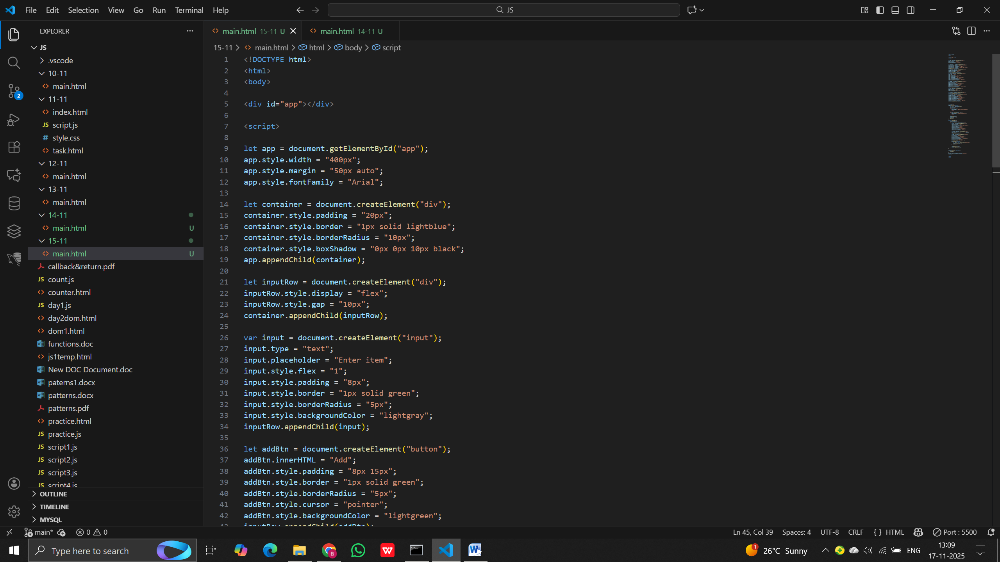 File Edit Selection View Go Run Terminal Help
JS
EXPLORER
JS
.vscode
10-11
main.html
11-11
index.html
JS script.js
# style.css
task.html
12-11
main.html
13-11
main.html
14-11
main.html U
15-11
main.html U
callback&return.pdf
JS count.js
counter.html
JS day1.js
day2dom.html
dom1.html
functions.doc
js1temp.html
New DOC Document.doc
paterns1.docx
patterns.docx
patterns.pdf
practice.html
JS practice.js
JS script1.js
JS script2.js
JS script3.js
JS script4.js
OUTLINE
TIMELINE
MYSQL
2
main.html 15-11 U
main.html 14-11 U
15-11 > main.html > html > body > script
1 <!DOCTYPE html>
2 <html>
3 <body>
4
5 <div id="app"></div>
6
7 <script>
8
9 let app = document.getElementById("app");
10 app.style.width = "400px";
11 app.style.margin = "50px auto";
12 app.style.fontFamily = "Arial";
13
14 let container = document.createElement("div");
15 container.style.padding = "20px";
16 container.style.border = "1px solid lightblue";
17 container.style.borderRadius = "10px";
18 container.style.boxShadow = "0px 0px 10px black";
19 app.appendChild(container);
20
21 let inputRow = document.createElement("div");
22 inputRow.style.display = "flex";
23 inputRow.style.gap = "10px";
24 container.appendChild(inputRow);
25
26 var input = document.createElement("input");
27 input.type = "text";
28 input.placeholder = "Enter item";
29 input.style.flex = "1";
30 input.style.padding = "8px";
31 input.style.border = "1px solid green";
32 input.style.borderRadius = "5px";
33 input.style.backgroundColor = "lightgray";
34 inputRow.appendChild(input);
35
36 let addBtn = document.createElement("button");
37 addBtn.innerHTML = "Add";
38 addBtn.style.padding = "8px 15px";
39 addBtn.style.border = "1px solid green";
40 addBtn.style.borderRadius = "5px";
41 addBtn.style.cursor = "pointer";
42 addBtn.style.backgroundColor = "lightgreen";
43 inputRow.appendChild(addBtn);
main* 0 0
Ln 45, Col 39 Spaces: 4 UTF-8 CRLF { } HTML Port : 5500
Type here to search
1 26°C Sunny
ENG
13:09
17-11-2025